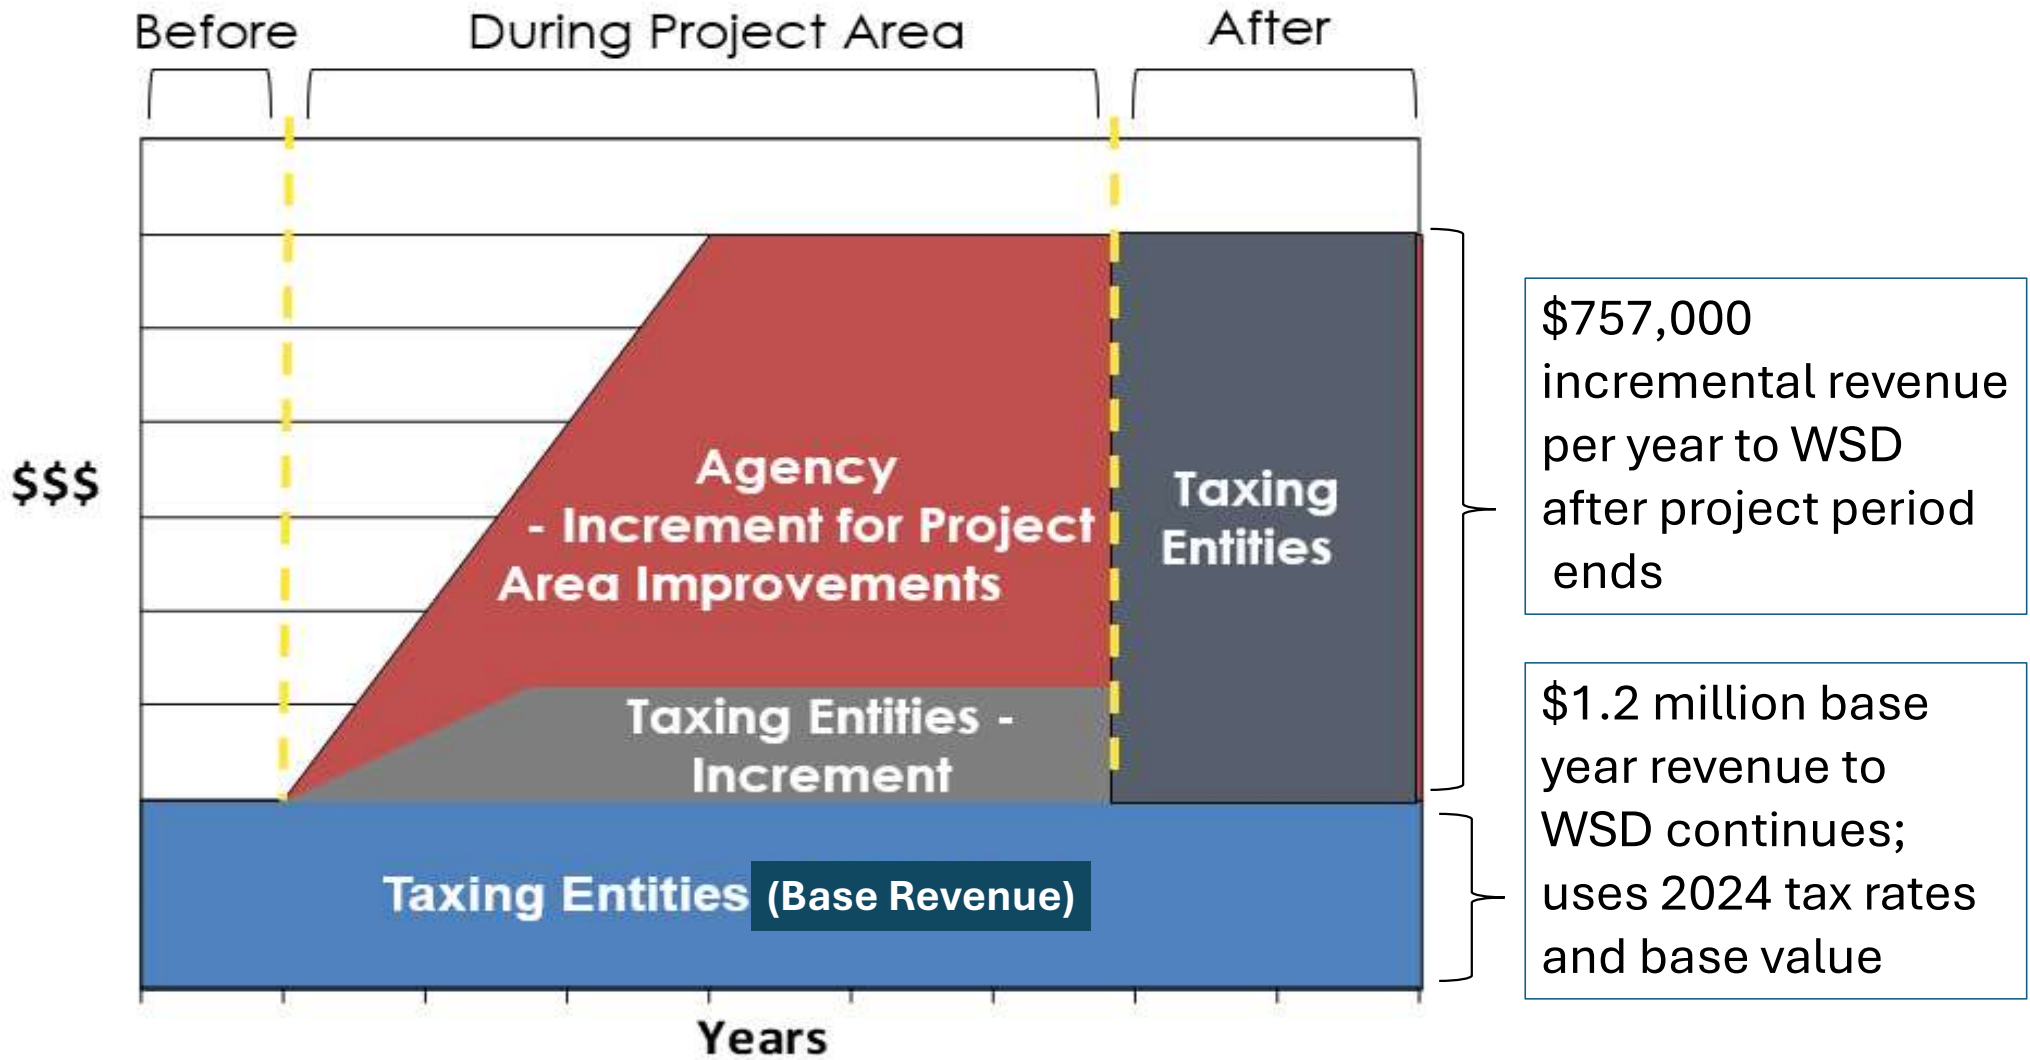 Before
During Project Area
After
$$$
Agency
- Increment for Project
Area Improvements
Taxing
Entities
Taxing Entities -
Increment
Taxing Entities (Base Revenue)
Years
$757,000
incremental revenue
per year to WSD
after project period
ends
$1.2 million base
year revenue to
WSD continues;
uses 2024 tax rates
and base value